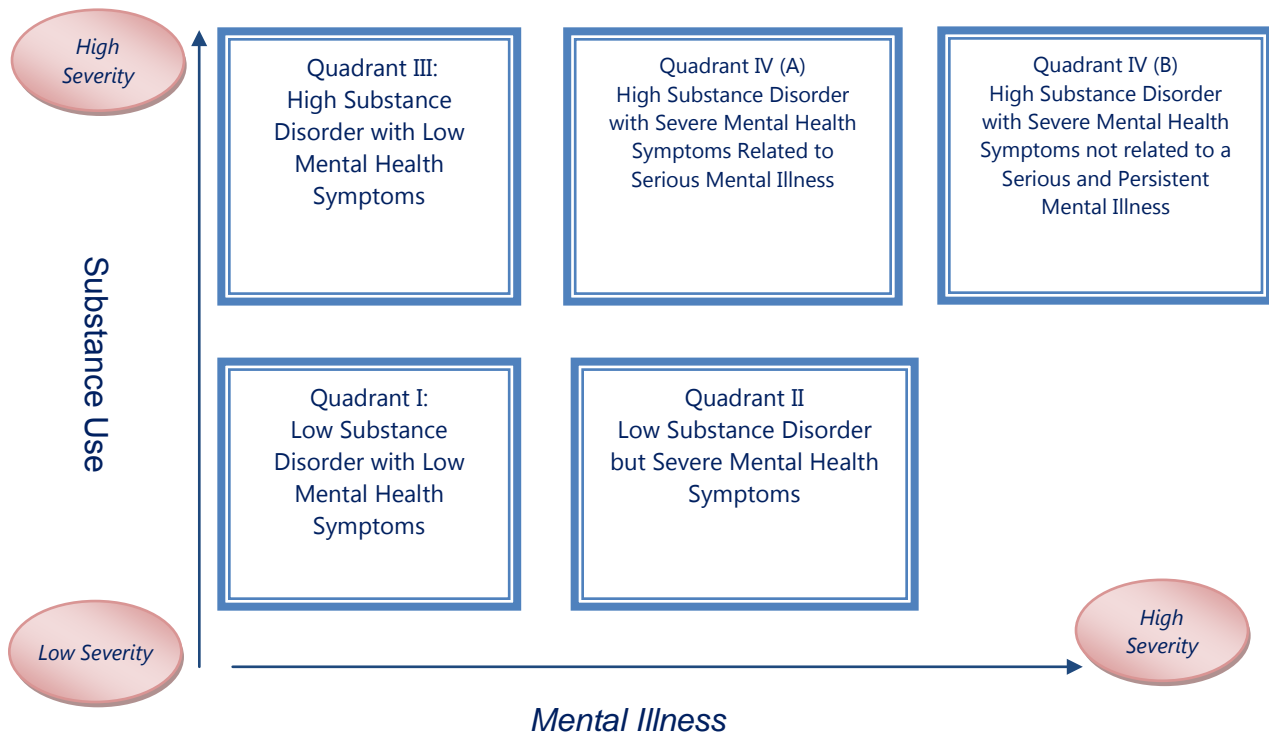 High
Severity
Quadrant III:
High Substance
Disorder with Low
Mental Health
Symptoms
Quadrant IV (A)
High Substance Disorder
with Severe Mental Health
Symptoms Related to
Serious Mental Illness
Quadrant IV (B)
High Substance Disorder
with Severe Mental Health
Symptoms not related to a
Serious and Persistent
Mental Illness
Substance Use
Quadrant I:
Low Substance
Disorder with Low
Mental Health
Symptoms
Quadrant II
Low Substance Disorder
but Severe Mental Health
Symptoms
Low Severity
High
Severity
Mental Illness